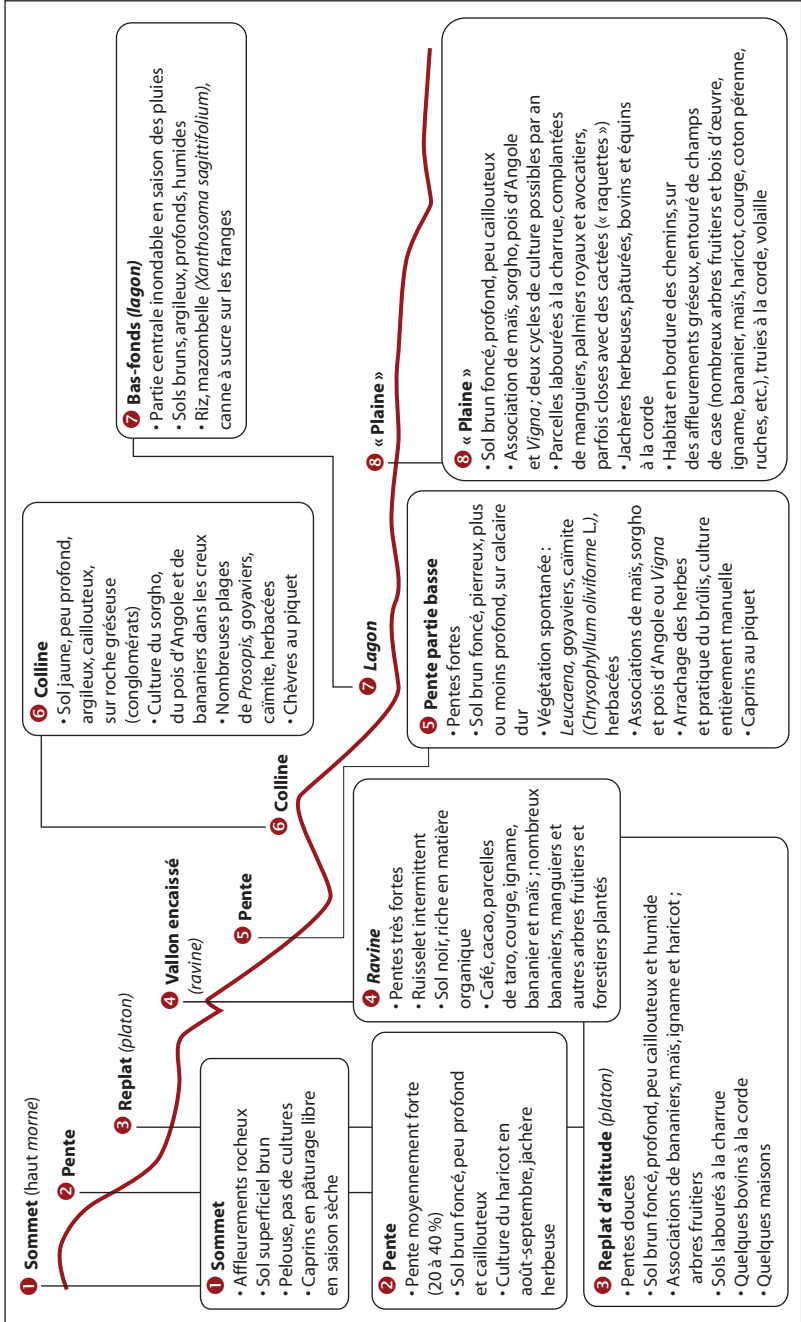 ❶ Sommet (haut morne)
❷ Pente
❸ Replat (platon)
❹ Vallon encaissé
(ravine)
❺ Pente
❻ Colline
❼ Lagon
❽ « Plaine »
❶ Sommet
• Affleurements rocheux
• Sol superficiel brun
• Pelouse, pas de cultures
• Caprins en pâturage libre
en saison sèche
❷ Pente
• Pente moyennement forte
(20 à 40 %)
• Sol brun foncé, peu profond
et caillouteux
• Culture du haricot en
août-septembre, jachère
herbeuse
❸ Replat d'altitude (platon)
• Pentes douces
• Sol brun foncé, profond, peu caillouteux et humide
• Associations de bananiers, maïs, igname et haricot ;
arbres fruitiers
• Sols labourés à la charrue
• Quelques bovins à la corde
• Quelques maisons
❹ Ravine
• Pentes très fortes
• Ruisselet intermittent
• Sol noir, riche en matière
organique
• Café, cacao, parcelles
de taro, courge, igname,
bananier et maïs ; nombreux
bananiers, manguiers et
autres arbres fruitiers et
forestiers plantés
❺ Pente partie basse
• Pentes fortes
• Sol brun foncé, pierreux, plus
ou moins profond, sur calcaire
dur
• Végétation spontanée :
Leucaena, goyaviers, caïmite
(Chrysophyllum oliviforme L.),
herbacées
• Associations de maïs, sorgho
et pois d'Angole ou Vigna
• Arrachage des herbes
et pratique du brûlis, culture
entièrement manuelle
• Caprins au piquet
❻ Colline
• Sol jaune, peu profond,
argileux, caillouteux,
sur roche gréseuse
(conglomérats)
• Culture du sorgho,
du pois d'Angole et de
bananiers dans les creux
• Nombreuses plages
de Prosopis, goyaviers,
caïmite, herbacées
• Chèvres au piquet
❼ Bas-fonds (lagon)
• Partie centrale inondable en saison des pluies
• Sols bruns, argileux, profonds, humides
• Riz, mazombelle (Xanthosoma sagittifolium),
canne à sucre sur les franges
❽ « Plaine »
• Sol brun foncé, profond, peu caillouteux
• Association de maïs, sorgho, pois d'Angole
et Vigna ; deux cycles de culture possibles par an
• Parcelles labourées à la charrue, complantées
de manguiers, palmiers royaux et avocatiers,
parfois closes avec des cactées (« raquettes »)
• Jachères herbeuses, pâturées, bovins et équins
à la corde
• Habitat en bordure des chemins, sur
des affleurements gréseux, entouré de champs
de case (nombreux arbres fruitiers et bois d'œuvre,
igname, bananier, maïs, haricot, courge, coton pérenne,
ruches, etc.), truies à la corde, volaille